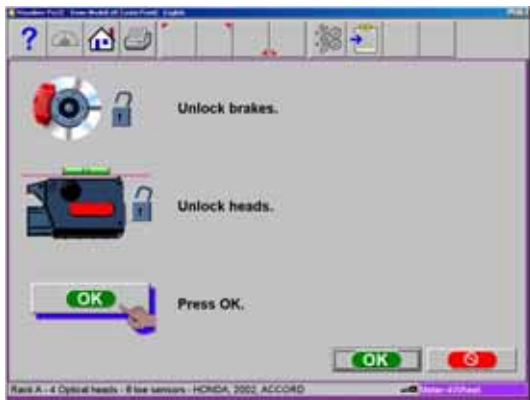 ?
Unlock brakes.
Unlock heads.
OK
Press OK.
OK
Rack A - 4 Optical heads - 8 toe sensors - HONDA, 2002, ACCORD